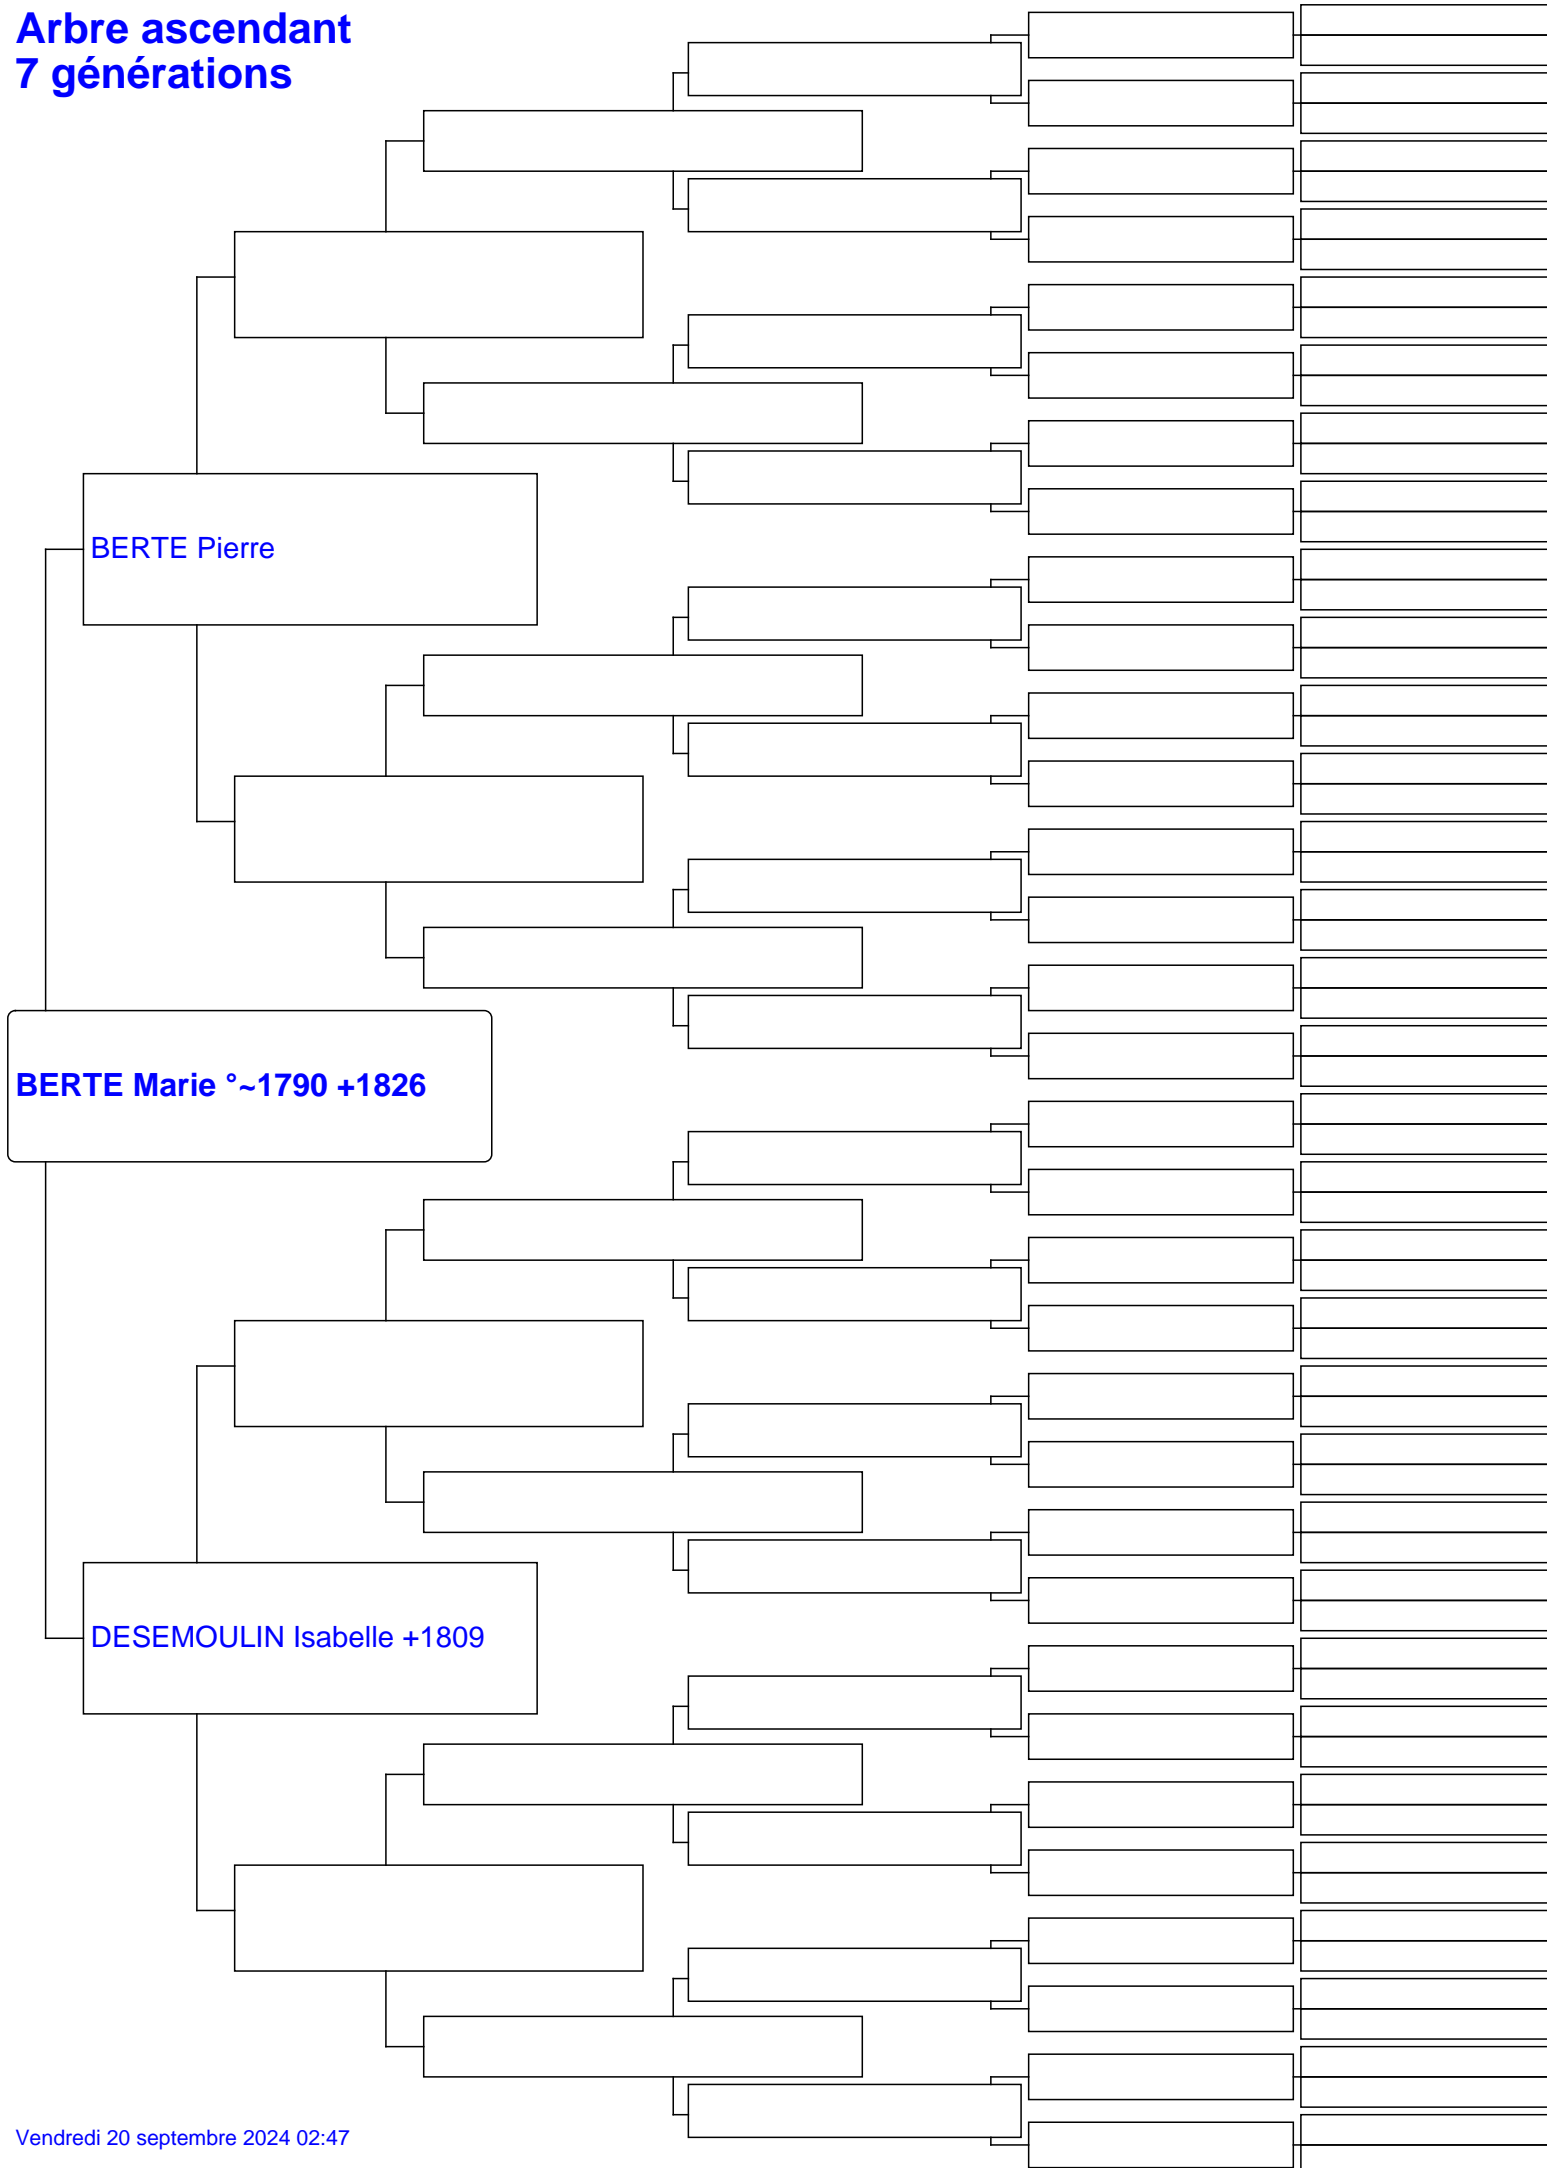 Arbre ascendant
7 générations
BERTE Pierre
BERTE Marie °~1790 +1826
DESEMOULIN Isabelle +1809
Vendredi 20 septembre 2024 02:47